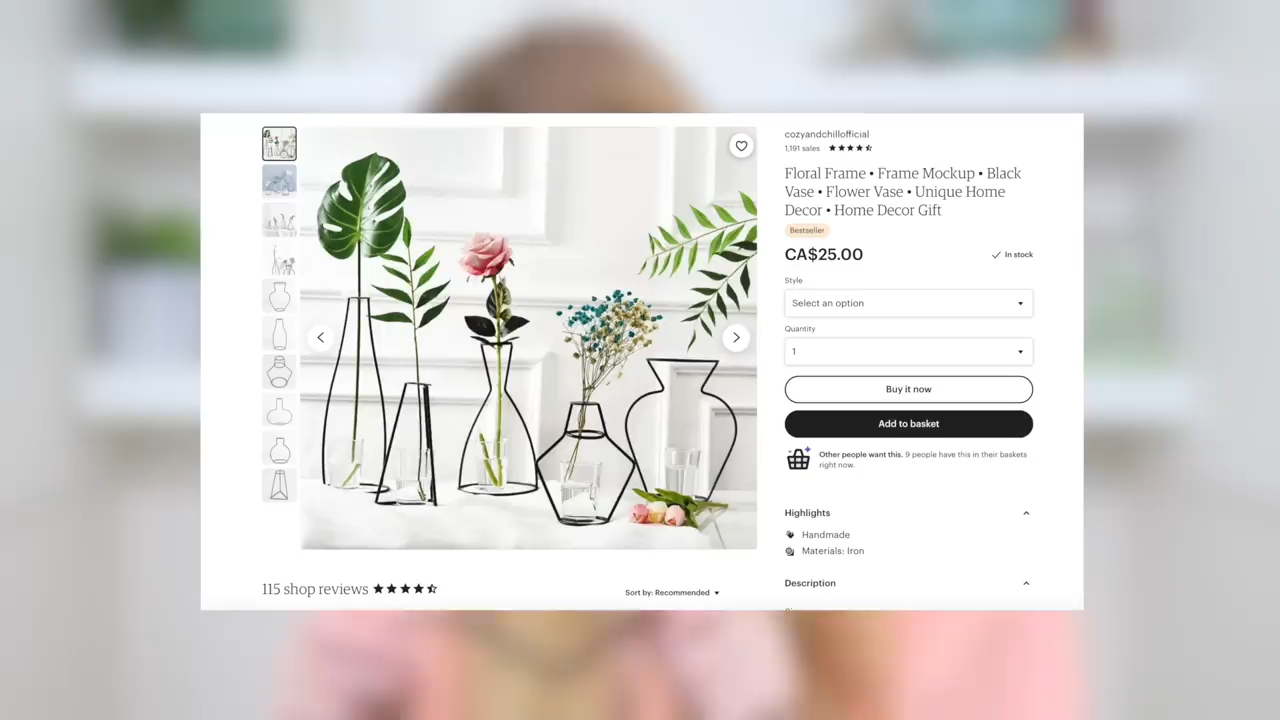 cozyandchillofficial
1,191 sales
Floral Frame • Frame Mockup • Black
Vase • Flower Vase • Unique Home
Decor • Home Decor Gift
Bestseller
CA$25.00
In stock
Style
Select an option
Quantity
1
Buy it now
Add to basket
Other people want this. 9 people have this in their baskets
right now.
Highlights
Handmade
Materials: Iron
Description
115 shop reviews
Sort by: Recommended